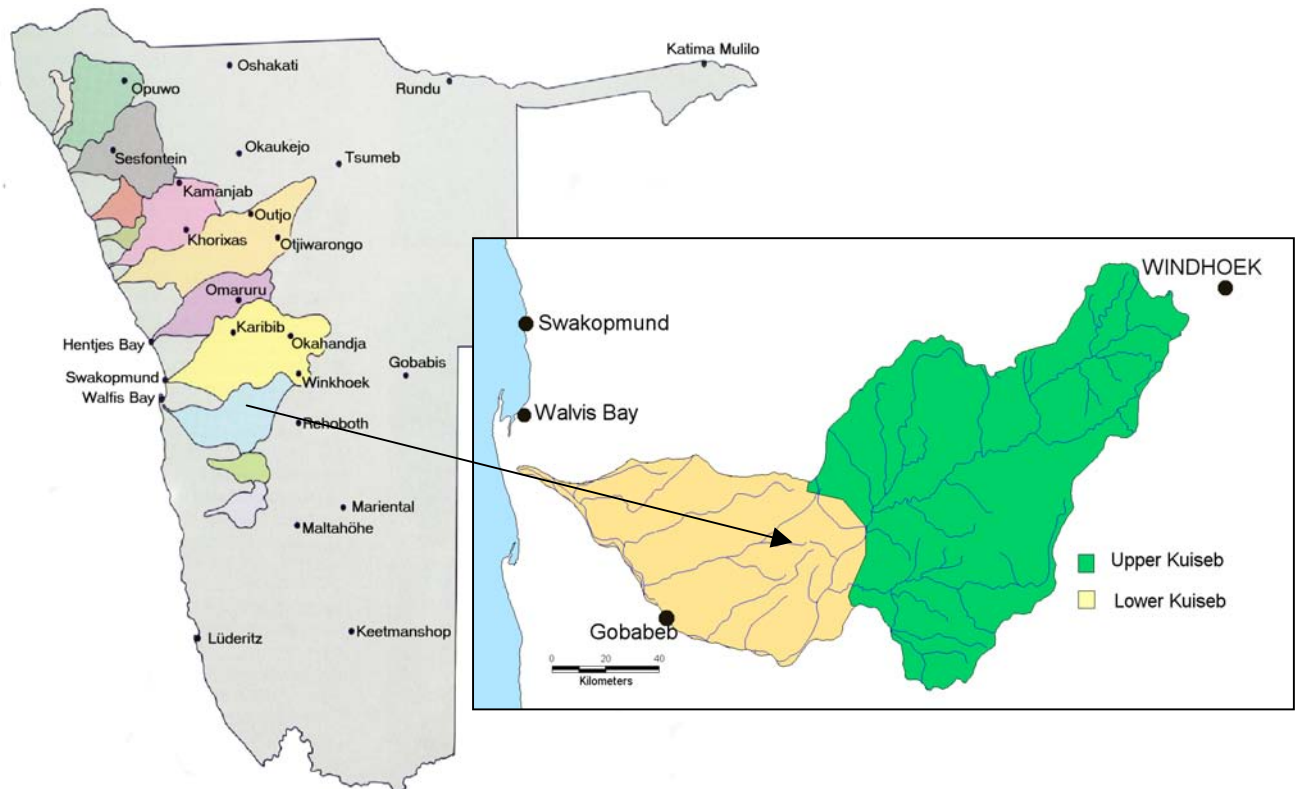 Katima Mulilo
Oshakati
Opuwo
Rundu
Okaukejo
Tsumeb
Sesfontein
Kamanjab
Outjo
Khorixas
Otjiwarongo
Omaruru
Karibib
Okahandja
Hentjes Bay
Gobabis
Swakopmund
Winkhoek
Walfis Bay
Rehoboth
Mariental
Maltahöhe
Lüderitz
Keetmanshop
WINDHOEK
Swakopmund
Walvis Bay
Upper Kuiseb
Lower Kuiseb
Gobabeb
0 20 40
Kilometers